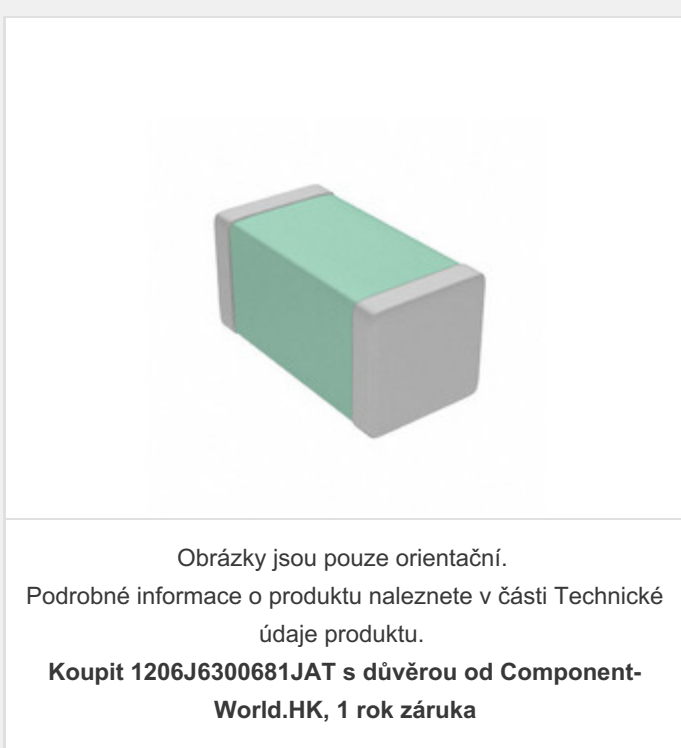 Obrázky jsou pouze orientační.
Podrobné informace o produktu naleznete v části Technické
údaje produktu.
Koupit 1206J6300681JAT s důvěrou od Component-
World.HK, 1 rok záruka